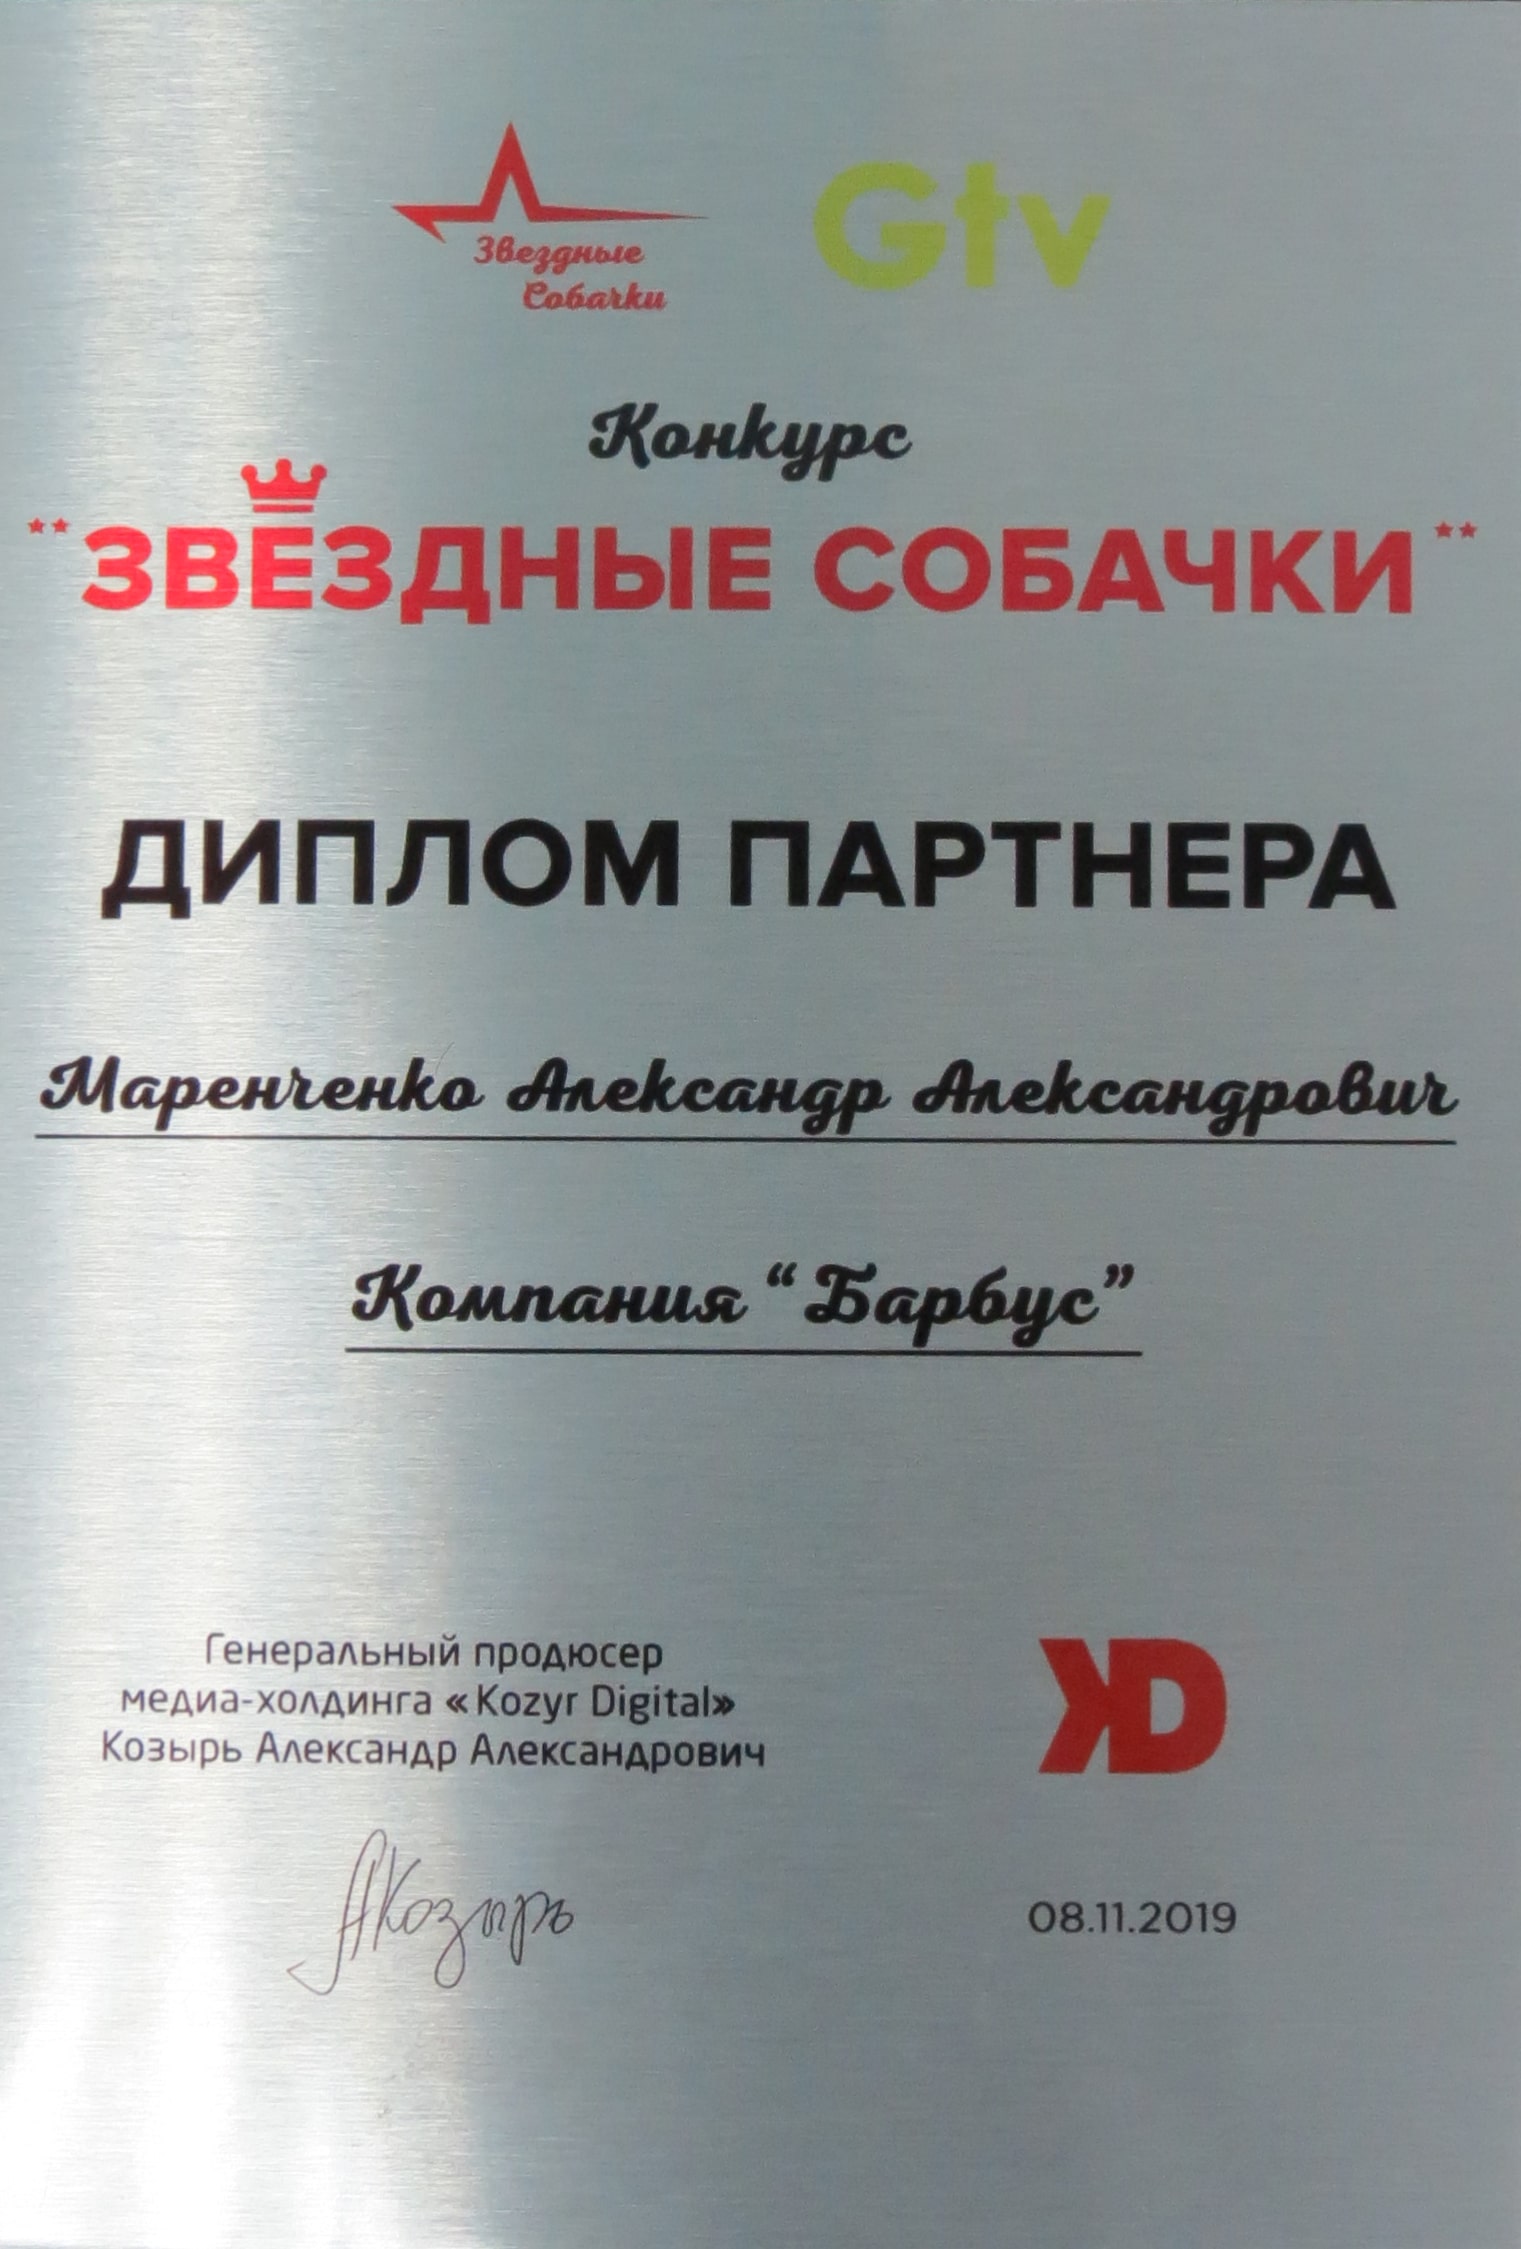 Звездные
Собачки
Gtv
Конкурс
"ЗВЕЗДНЫЕ СОБАЧКИ"
ДИПЛОМ ПАРТНЕРА
Маренченко Александр Александрович
Компания “Барбус”
Генеральный продюсер
медиа-холдинга «Kozyr Digital»
Козырь Александр Александрович
KD
АКозырь
08.11.2019